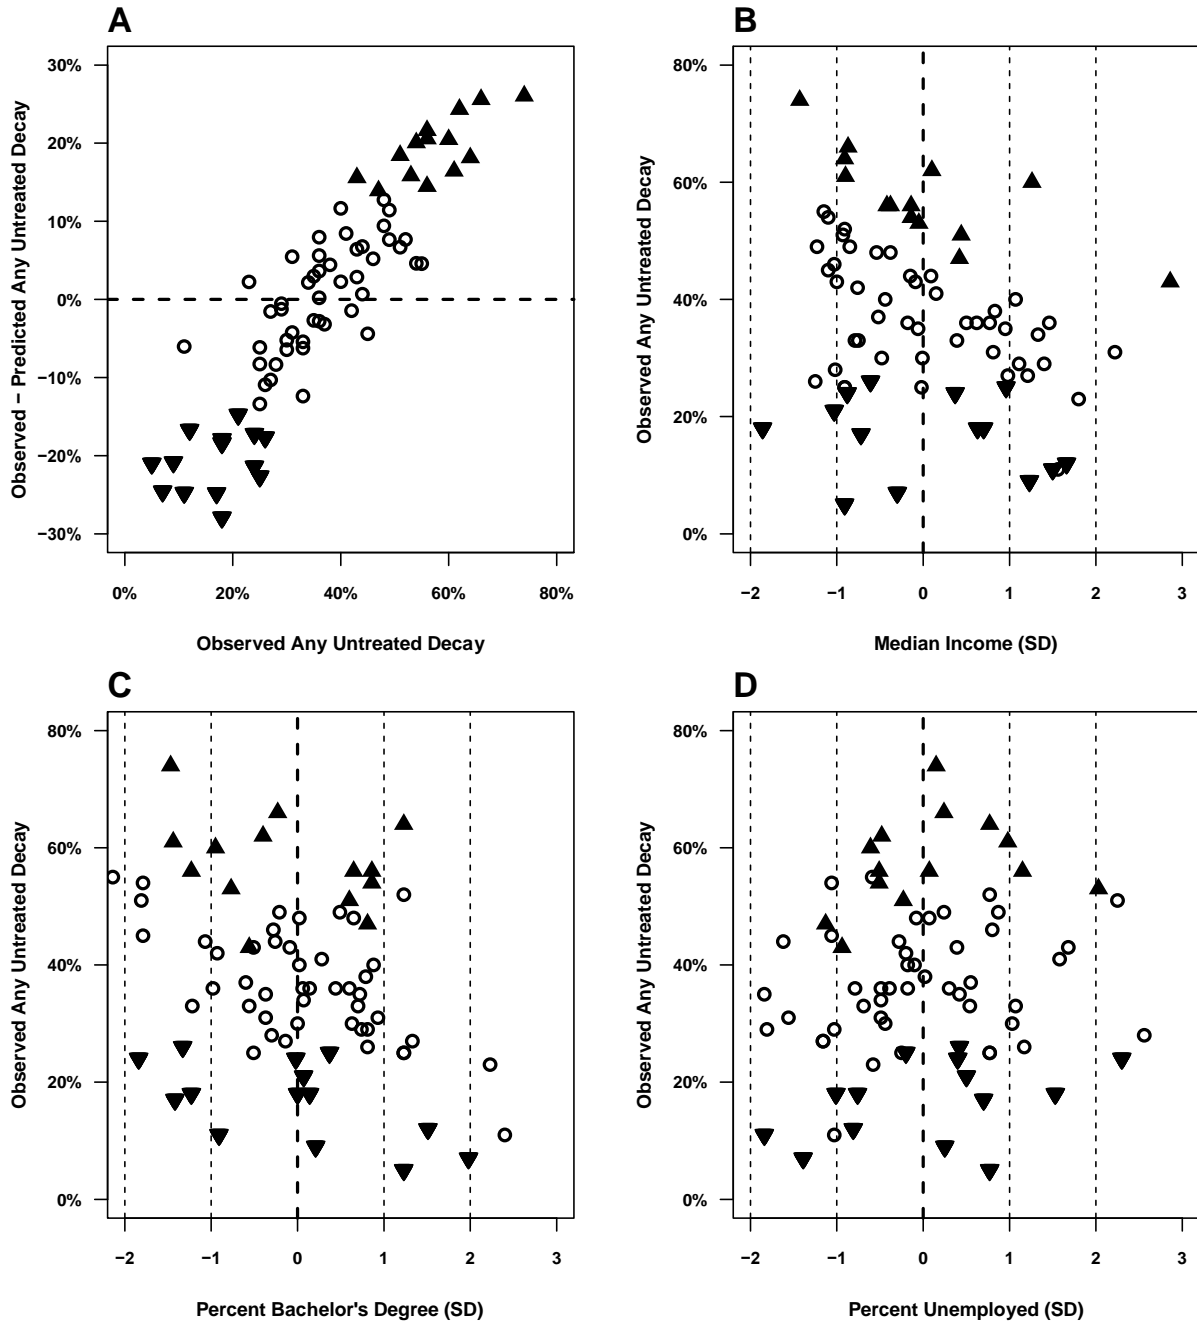 A
30%
20%
10%
0%
−10%
−20%
−30%
Observed − Predicted Any Untreated Decay
0% 20% 40% 60% 80%
Observed Any Untreated Decay
B
80%
60%
40%
20%
0%
Observed Any Untreated Decay
−2 −1 0 1 2 3
Median Income (SD)
C
80%
60%
40%
20%
0%
Observed Any Untreated Decay
−2 −1 0 1 2 3
Percent Bachelor's Degree (SD)
D
80%
60%
40%
20%
0%
Observed Any Untreated Decay
−2 −1 0 1 2 3
Percent Unemployed (SD)